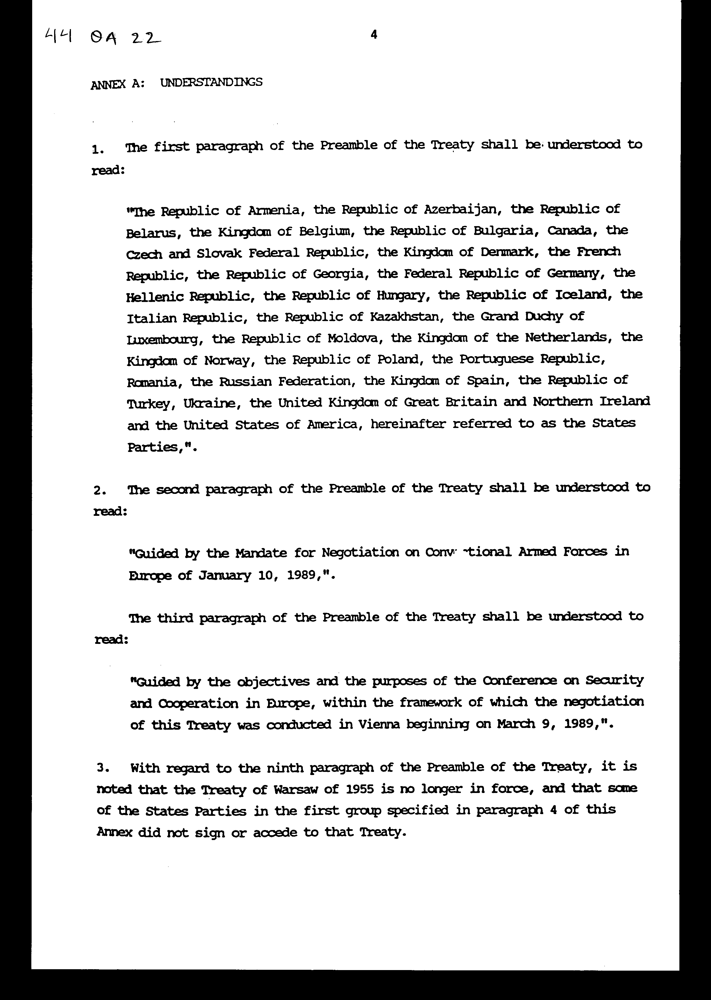 44 OA 22
4
ANNEX A: UNDERSTANDINGS
1. The first paragraph of the Preamble of the Treaty shall be understood to
read:
"The Republic of Armenia, the Republic of Azerbaijan, the Republic of
Belarus, the Kingdom of Belgium, the Republic of Bulgaria, Canada, the
Czech and Slovak Federal Republic, the Kingdom of Denmark, the French
Republic, the Republic of Georgia, the Federal Republic of Germany, the
Hellenic Republic, the Republic of Hungary, the Republic of Iceland, the
Italian Republic, the Republic of Kazakhstan, the Grand Duchy of
Luxembourg, the Republic of Moldova, the Kingdom of the Netherlands, the
Kingdom of Norway, the Republic of Poland, the Portuguese Republic,
Romania, the Russian Federation, the Kingdom of Spain, the Republic of
Turkey, Ukraine, the United Kingdom of Great Britain and Northern Ireland
and the United States of America, hereinafter referred to as the States
Parties,".
2. The second paragraph of the Preamble of the Treaty shall be understood to
read:
"Guided by the Mandate for Negotiation on Conv tional Armed Forces in
Europe of January 10, 1989,".
The third paragraph of the Preamble of the Treaty shall be understood to
read:
"Guided by the objectives and the purposes of the Conference on Security
and Cooperation in Europe, within the framework of which the negotiation
of this Treaty was conducted in Vienna beginning on March 9, 1989,".
3. With regard to the ninth paragraph of the Preamble of the Treaty, it is
noted that the Treaty of Warsaw of 1955 is no longer in force, and that some
of the States Parties in the first group specified in paragraph 4 of this
Annex did not sign or accede to that Treaty.